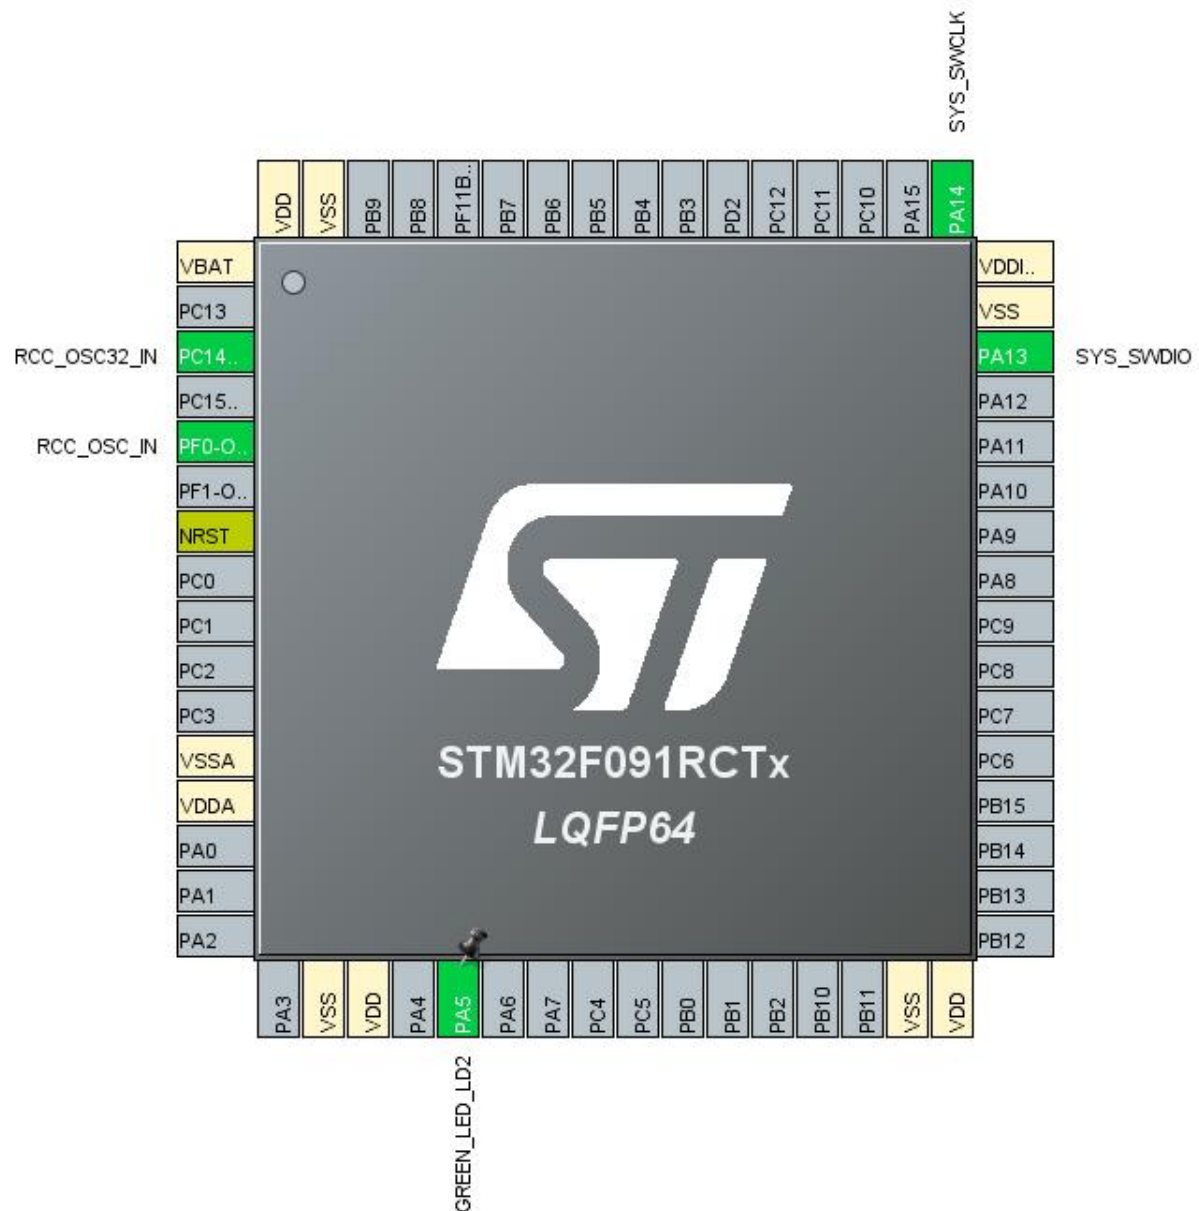 SYS_SWCLK
VDD
VSS
PB9
PB8
PF11B..
PB7
PB6
PB5
PB4
PB3
PD2
PC12
PC11
PC10
PA15
PA14
VBAT
PC13
RCC_OSC32_IN
PC14..
PC15..
RCC_OSC_IN
PF0-O..
PF1-O..
NRST
PC0
PC1
PC2
PC3
VSSA
VDDA
PA0
PA1
PA2
STM32F091RCTx
LQFP64
VDDI..
VSS
PA13
SYS_SWDIO
PA12
PA11
PA10
PA9
PA8
PC9
PC8
PC7
PC6
PB15
PB14
PB13
PB12
PA3
VSS
VDD
PA4
PA5
PA6
PA7
PC4
PC5
PB0
PB1
PB2
PB10
PB11
VSS
VDD
GREEN_LED_LD2